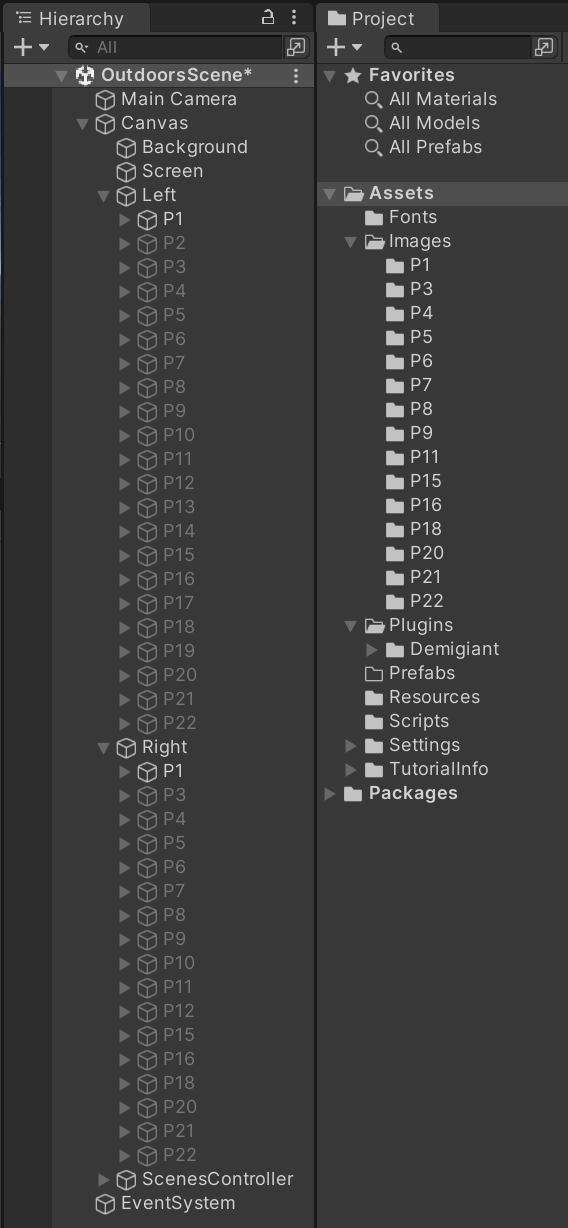 Hierarchy
All
OutdoorsScene*
Main Camera
Canvas
Background
Screen
Left
P1
P2
P3
P4
P5
P6
P7
P8
P9
P10
P11
P12
P13
P14
P15
P16
P17
P18
P19
P20
P21
P22
Right
P1
P3
P4
P5
P6
P7
P8
P9
P10
P11
P12
P15
P16
P18
P20
P21
P22
ScenesController
EventSystem
Project
Favorites
All Materials
All Models
All Prefabs
Assets
Fonts
Images
P1
P3
P4
P5
P6
P7
P8
P9
P11
P15
P16
P18
P20
P21
P22
Plugins
Demigiant
Prefabs
Resources
Scripts
Settings
TutorialInfo
Packages